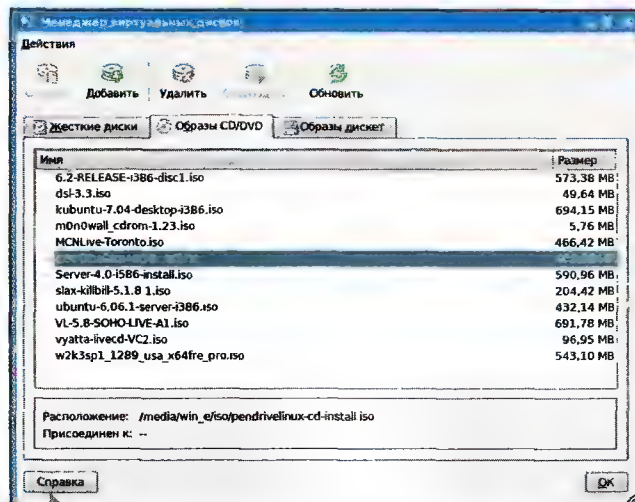 Менеджер виртуальных дисков
Действия
Добавить Удалить Обновить
Жесткие диски Образы CD/DVD Образы дискет
Имя Размер
6.2-RELEASE-i386-disc1.iso 573,38 MB
dsl-3.3.iso 49,64 MB
kubuntu-7.04-desktop-i386.iso 694,15 MB
m0n0wall_cdrom-1.23.iso 5,76 MB
MCNLive-Toronto.iso 466,42 MB
Server-4.0-i586-install.iso 590,96 MB
slax-killbill-5.1.8 1.iso 204,42 MB
ubuntu-6.06.1-server-i386.iso 432,14 MB
VL-5.8-SOHO-LIVE-A1.iso 691,78 MB
vyatta-livecd-VC2.iso 96,95 MB
w2k3sp1_1289_usa_x64fre_pro.iso 543,10 MB
Расположение: /media/win_e/iso/pendrivelinux-cd-install iso
Присоединен к: --
Справка OK